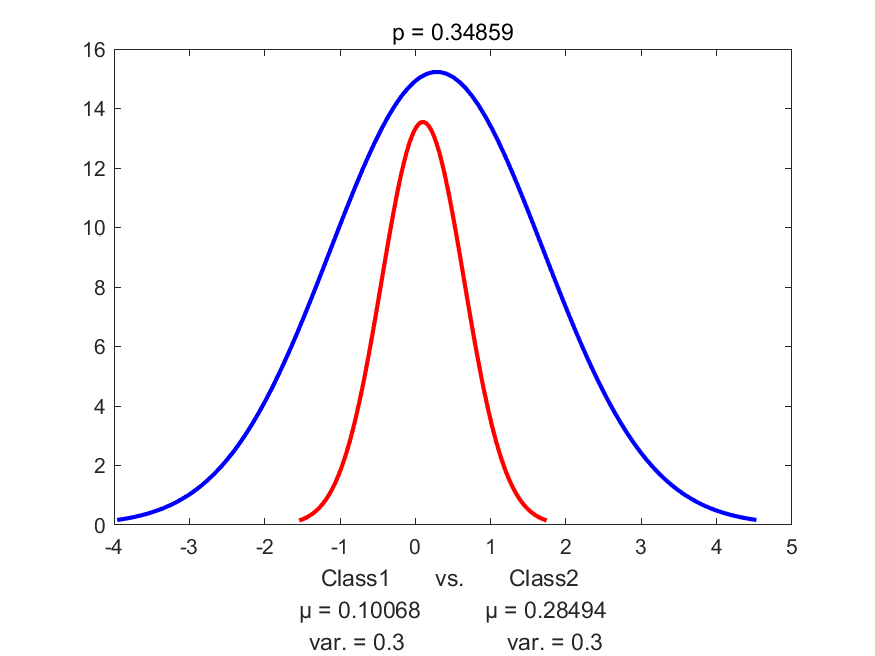 p = 0.34859
16
14
12
10
8
6
4
2
0
-4 -3 -2 -1 0 1 2 3 4 5
Class1 vs. Class2
μ = 0.10068 μ = 0.28494
var. = 0.3 var. = 0.3